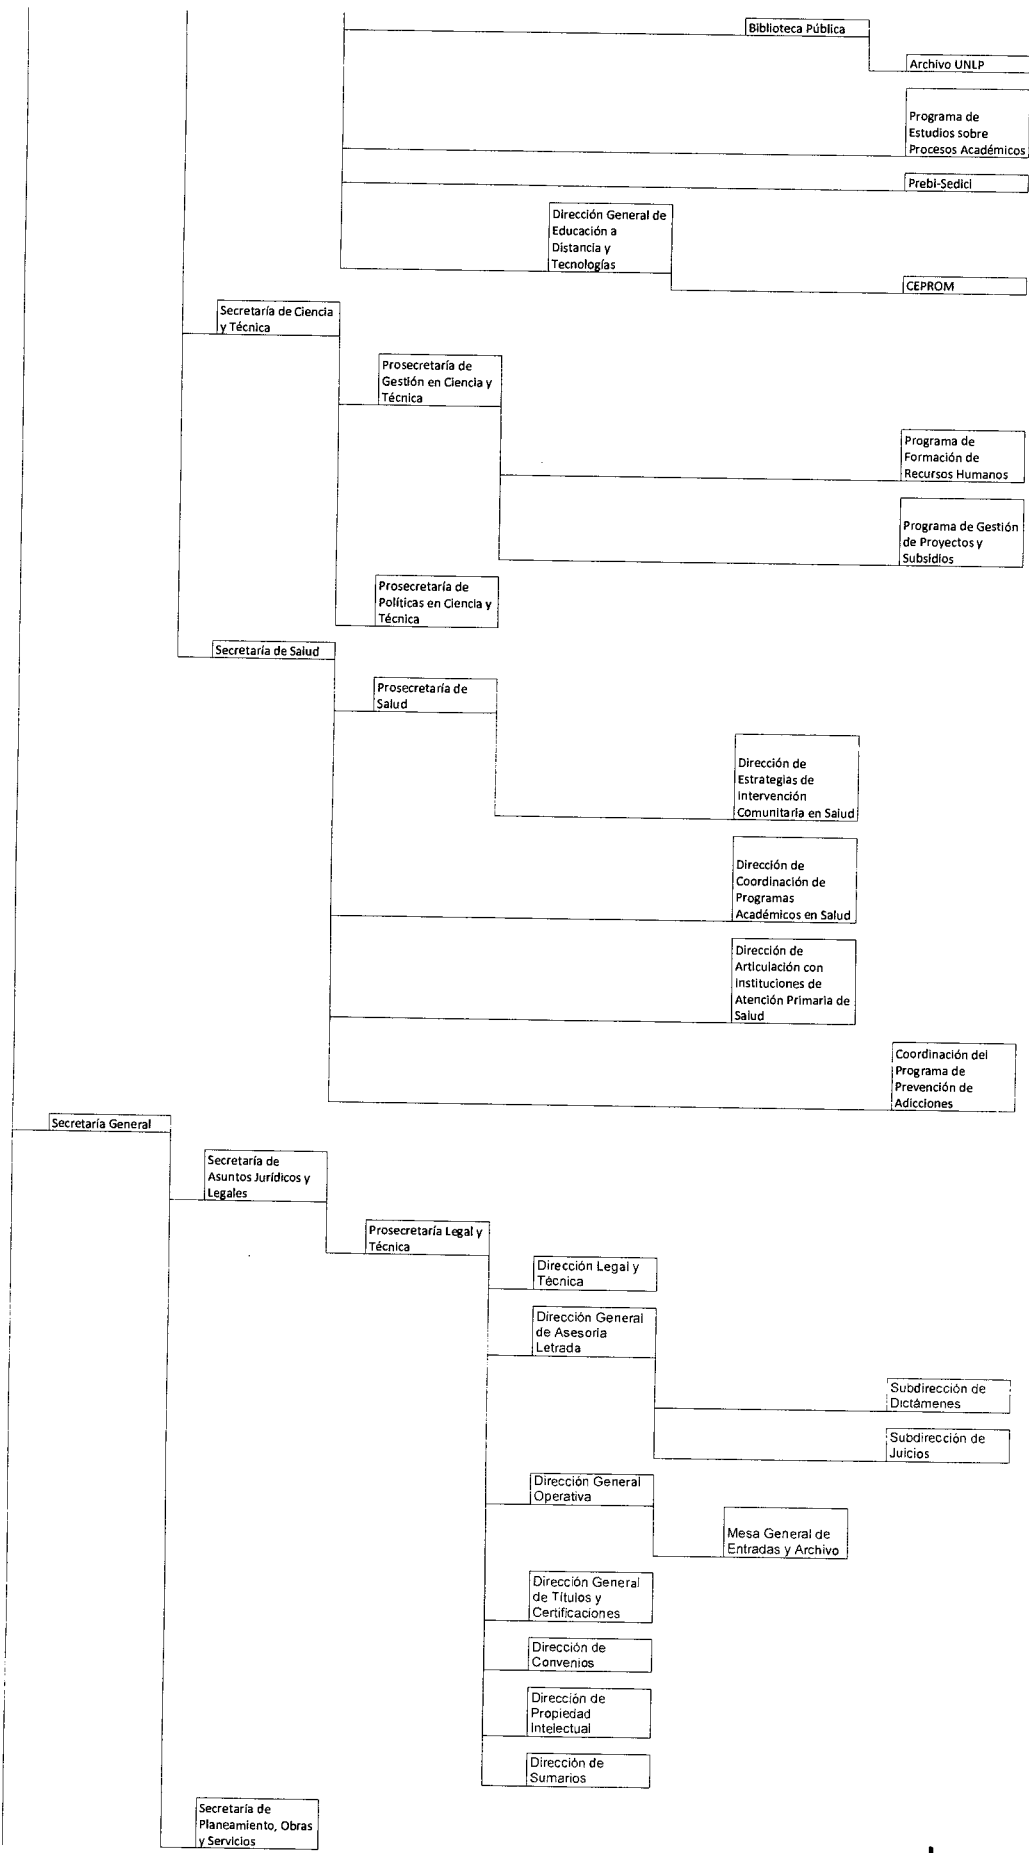 Biblioteca Pública
Archivo UNLP
Programa de
Estudios sobre
Procesos Académicos
Prebi-Sedici
Dirección General de
Educación a
Distancia y
Tecnologías
CEPROM
Secretaría de Ciencia
y Técnica
Prosecretaría de
Gestión en Ciencia y
Técnica
Programa de
Formación de
Recursos Humanos
Programa de Gestión
de Proyectos y
Subsidios
Prosecretaría de
Políticas en Ciencia y
Técnica
Secretaría de Salud
Prosecretaría de
Salud
Dirección de
Estrategias de
Intervención
Comunitaria en Salud
Dirección de
Coordinación de
Programas
Académicos en Salud
Dirección de
Articulación con
Instituciones de
Atención Primaria de
Salud
Coordinación del
Programa de
Prevención de
Adicciones
Secretaría General
Secretaría de
Asuntos Jurídicos y
Legales
Prosecretaría Legal y
Técnica
Dirección Legal y
Técnica
Dirección General
de Asesoría
Letrada
Subdirección de
Dictámenes
Subdirección de
Juicios
Dirección General
Operativa
Mesa General de
Entradas y Archivo
Dirección General
de Títulos y
Certificaciones
Dirección de
Convenios
Dirección de
Propiedad
Intelectual
Dirección de
Sumarios
Secretaría de
Planeamiento, Obras
y Servicios